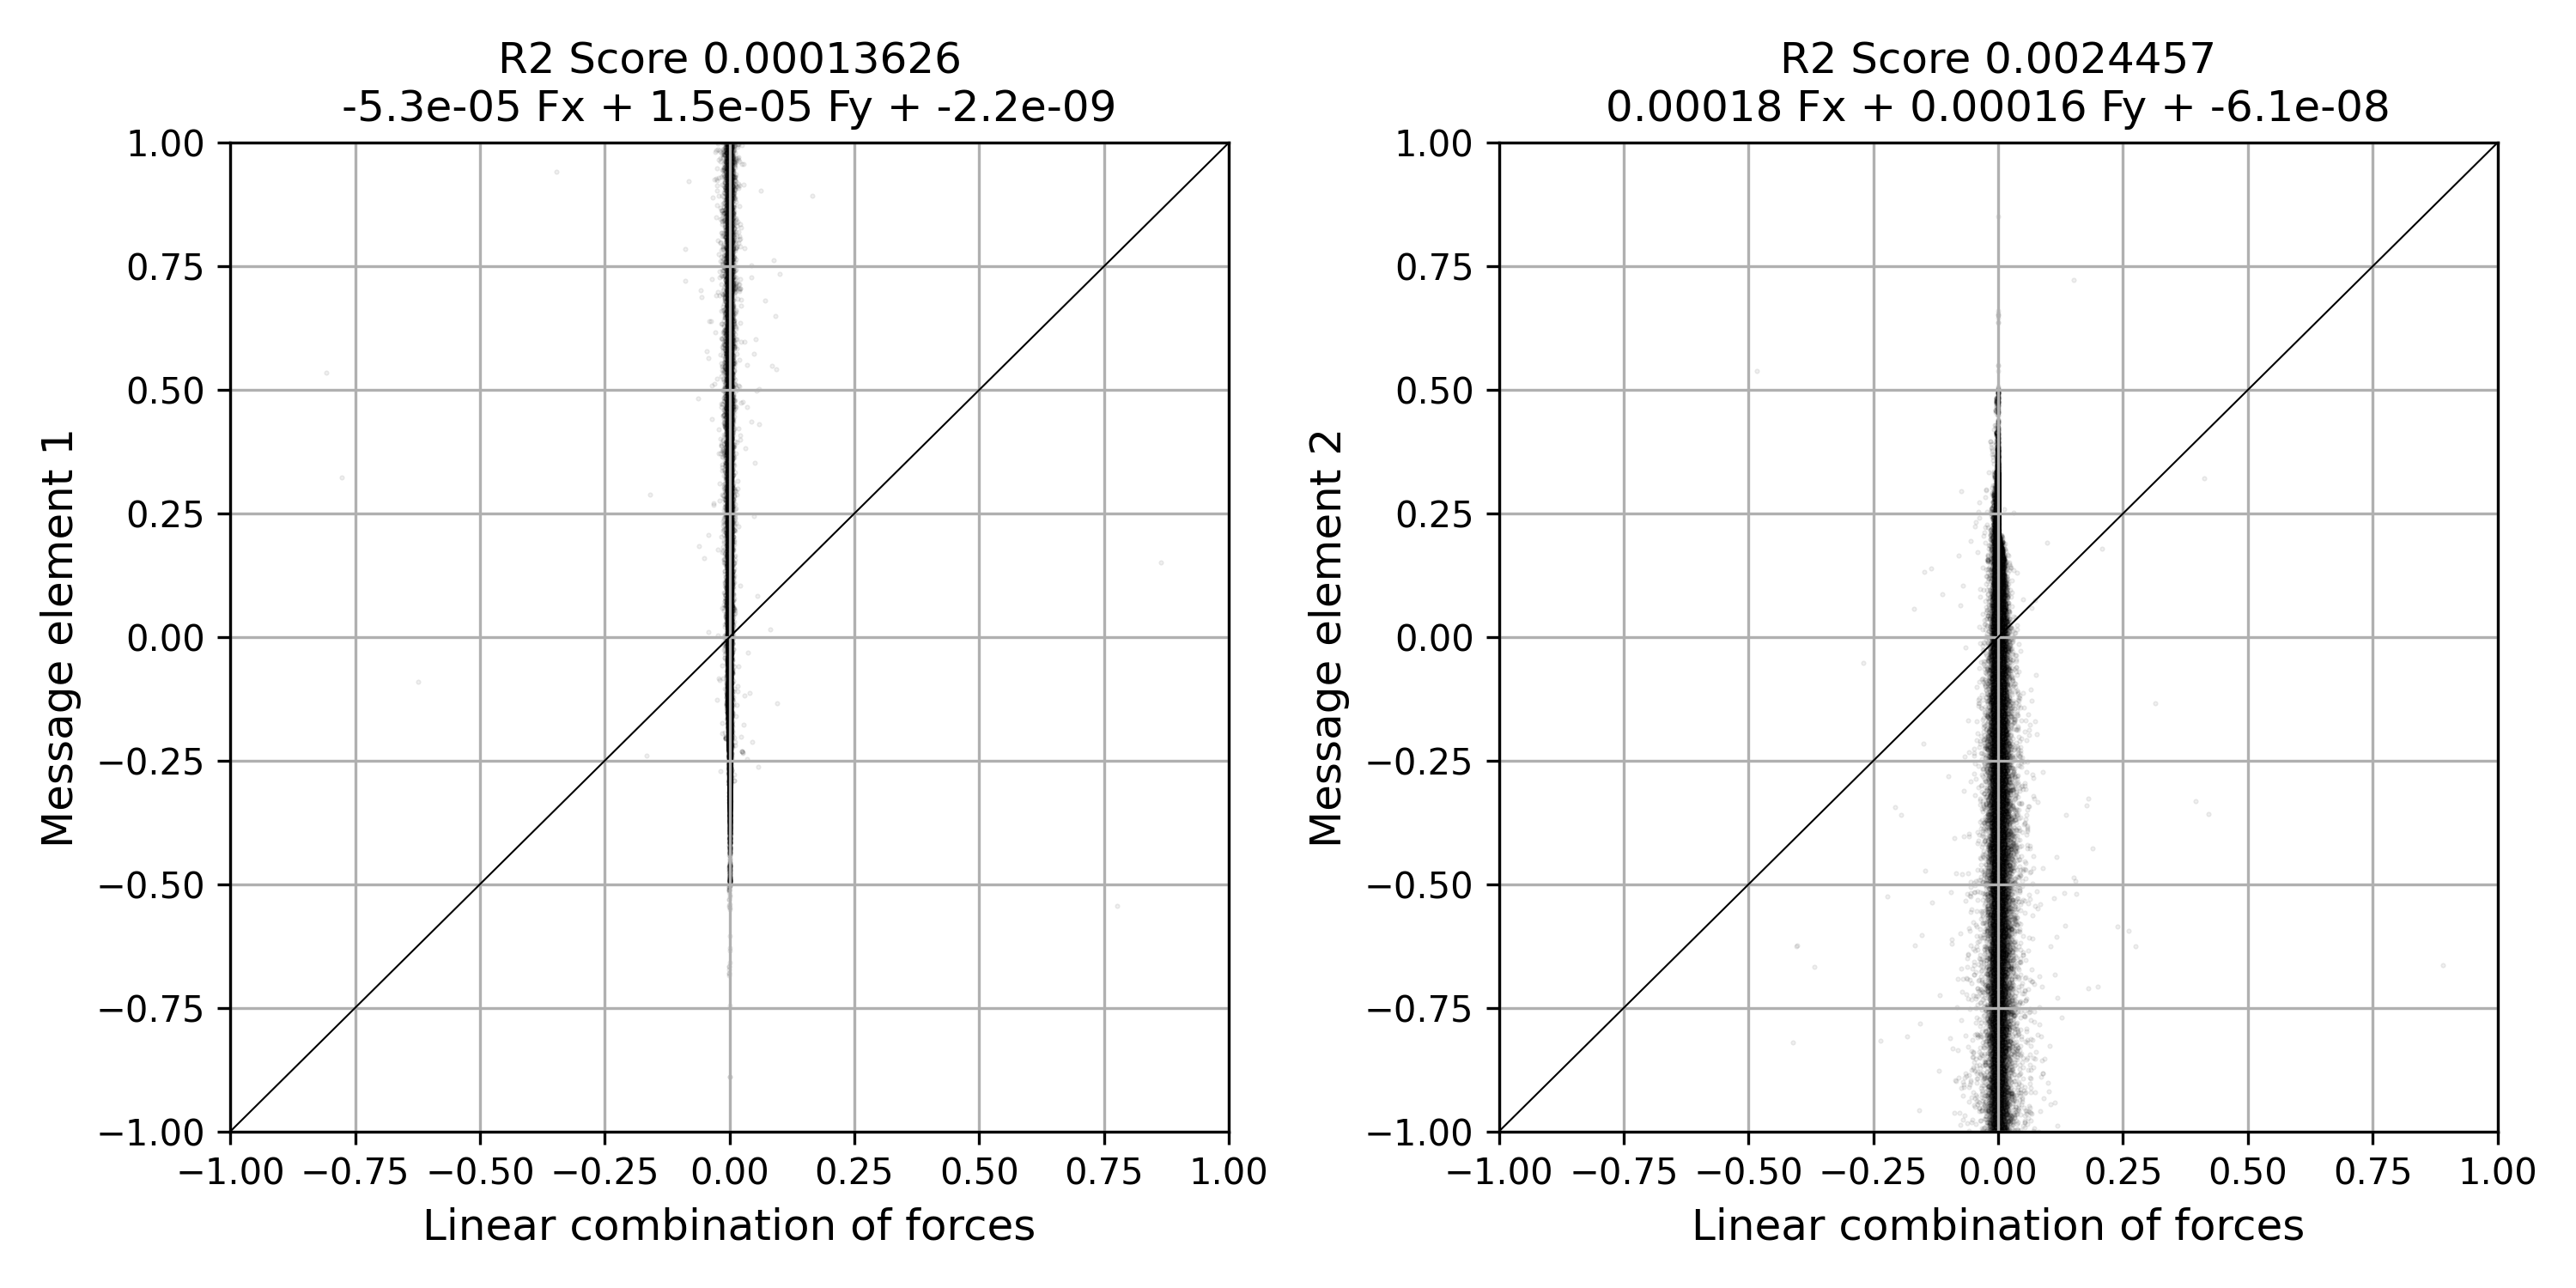 R2 Score 0.00013626
-5.3e-05 Fx + 1.5e-05 Fy + -2.2e-09
1.00
0.75
0.50
0.25
0.00
−0.25
−0.50
−0.75
−1.00
Message element 1
−1.00 −0.75 −0.50 −0.25 0.00 0.25 0.50 0.75 1.00
Linear combination of forces
R2 Score 0.0024457
0.00018 Fx + 0.00016 Fy + -6.1e-08
1.00
0.75
0.50
0.25
0.00
−0.25
−0.50
−0.75
−1.00
Message element 2
−1.00 −0.75 −0.50 −0.25 0.00 0.25 0.50 0.75 1.00
Linear combination of forces